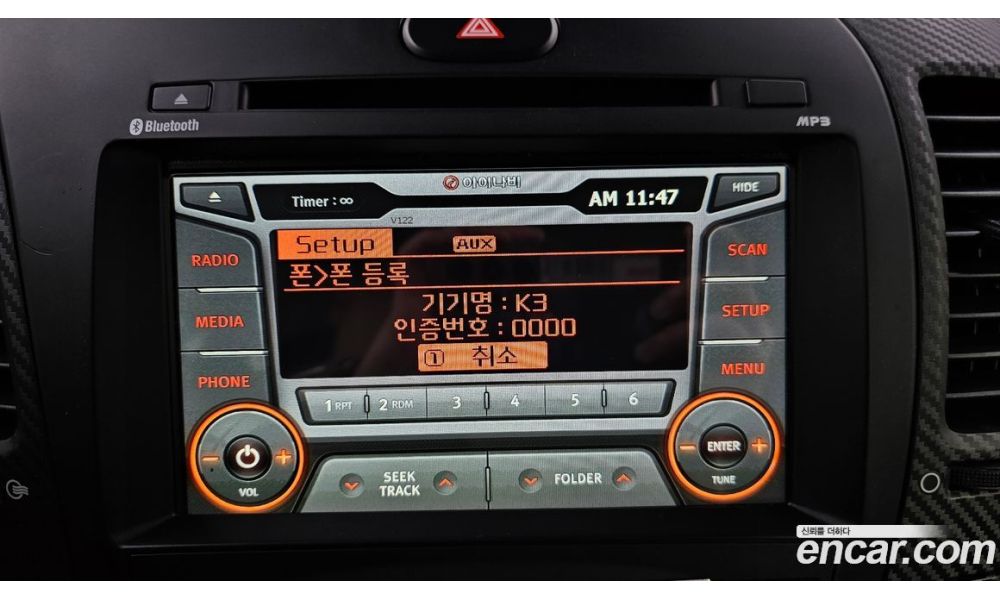 Bluetooth
MP3
아이나비
Timer : ∞
AM 11:47
HIDE
V122
Setup AUX
RADIO
SCAN
폰>폰 등록
기기명 : K3
MEDIA
SETUP
인증번호 : 0000
1 취소
PHONE
MENU
1 RPT 2 RDM 3 4 5 6
- +
VOL
SEEK
TRACK
FOLDER
- ENTER +
TUNE
신뢰를 더하다
encar.com